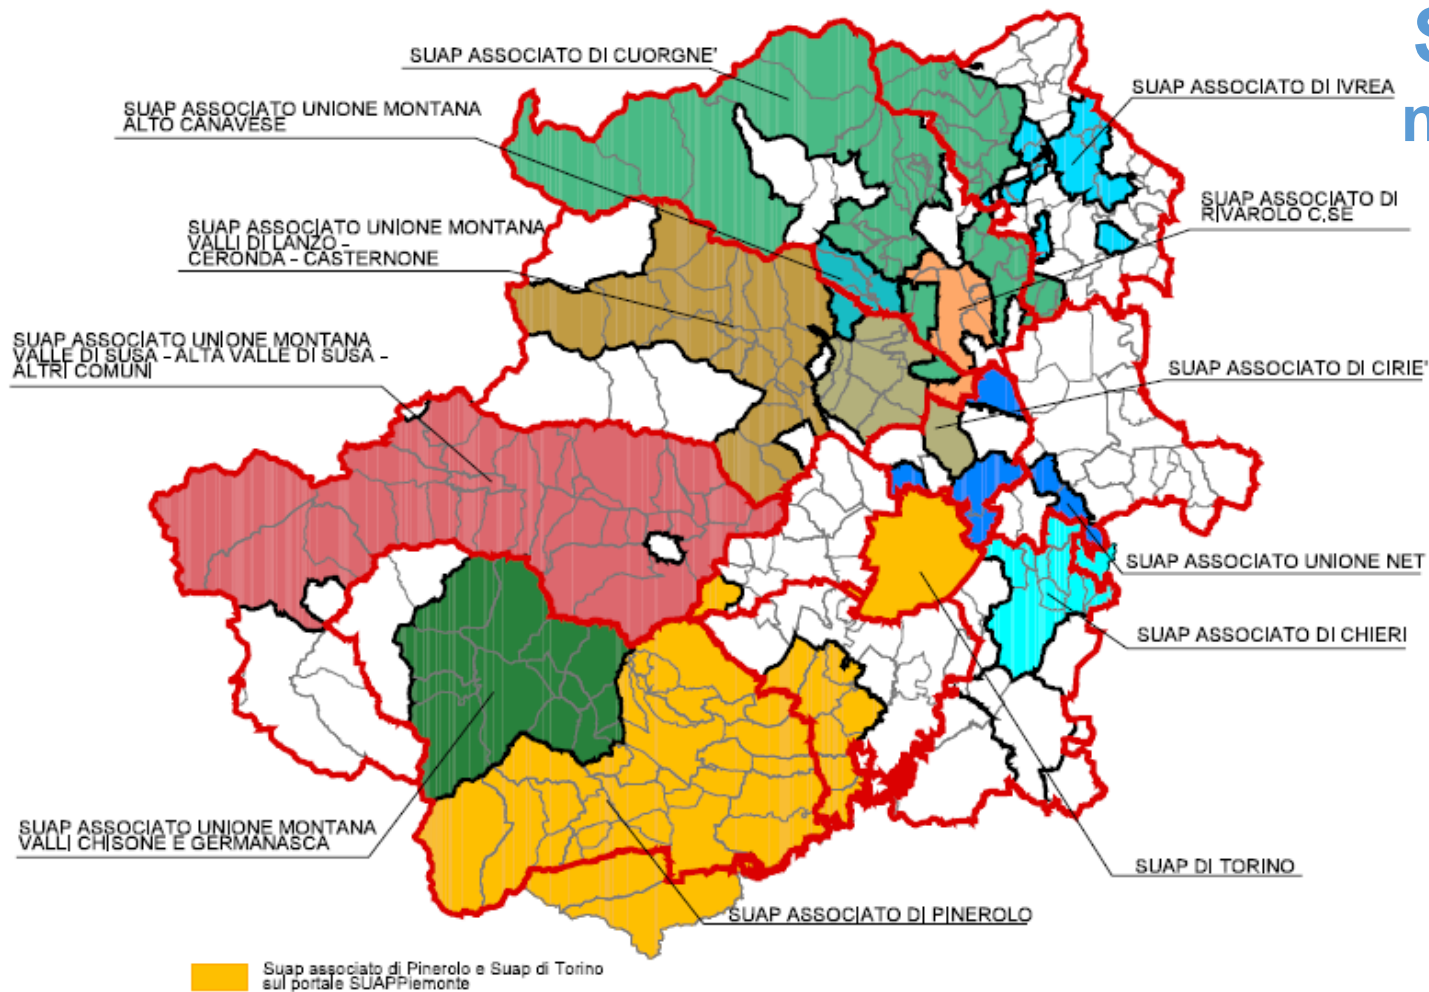 S
n
SUAP ASSOCIATO DI CUORGNE'
SUAP ASSOCIATO DI IVREA
SUAP ASSOCIATO UNIONE MONTANA
ALTO CANAVESE
SUAP ASSOCIATO DI
RIVAROLO C.SE
SUAP ASSOCIATO UNIONE MONTANA
VALLI DI LANZO -
CERONDA - CASTERNONE
SUAP ASSOCIATO UNIONE MONTANA
VALLE DI SUSA - ALTA VALLE DI SUSA -
ALTRI COMUNI
SUAP ASSOCIATO DI CIRIE'
SUAP ASSOCIATO UNIONE NET
SUAP ASSOCIATO DI CHIERI
SUAP ASSOCIATO UNIONE MONTANA
VALLI CHISONE E GERMANASCA
SUAP DI TORINO
SUAP ASSOCIATO DI PINEROLO
Suap associato di Pinerolo e Suap di Torino
sul portale SUAPPiemonte